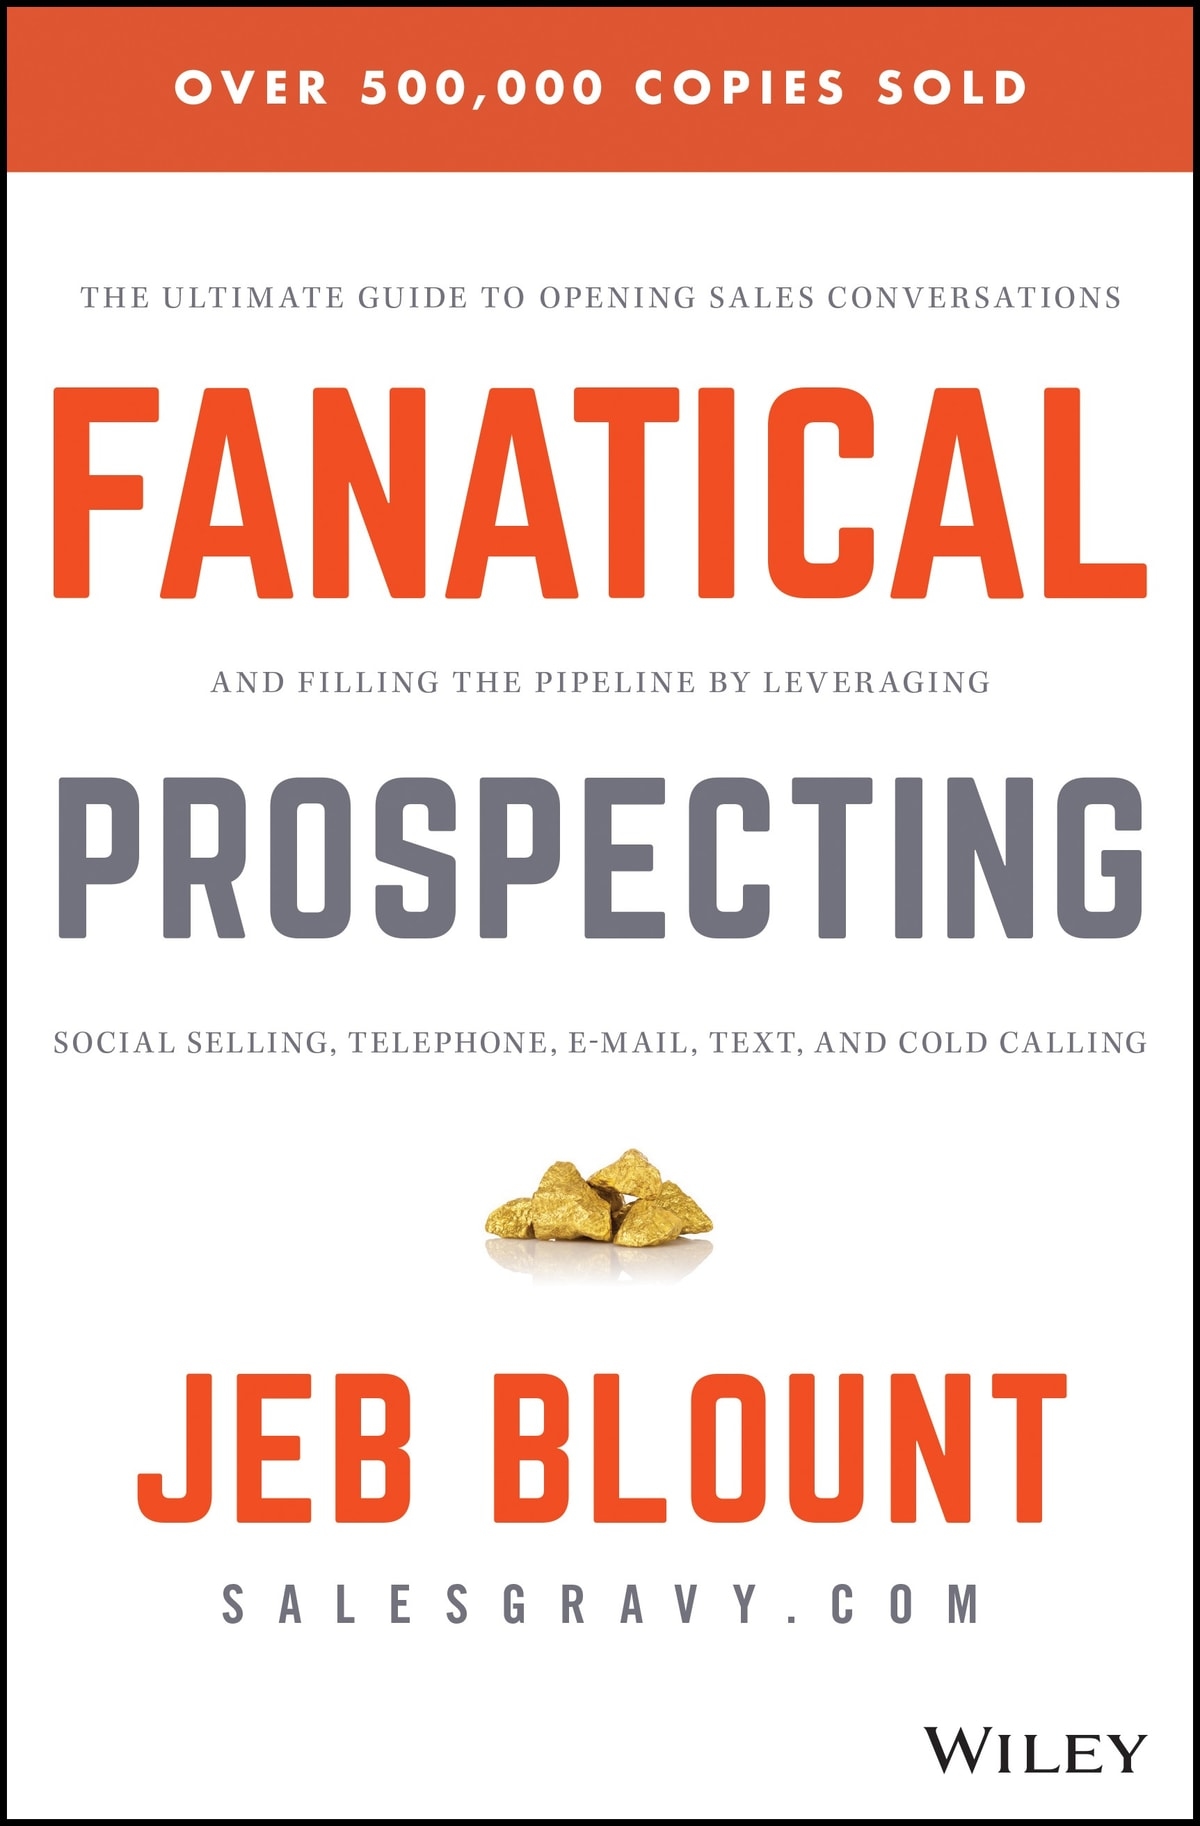 OVER 500,000 COPIES SOLD
THE ULTIMATE GUIDE TO OPENING SALES CONVERSATIONS
FANATICAL
AND FILLING THE PIPELINE BY LEVERAGING
PROSPECTING
SOCIAL SELLING, TELEPHONE, E-MAIL, TEXT, AND COLD CALLING
JEB BLOUNT
SALESGRAVY.COM
WILEY